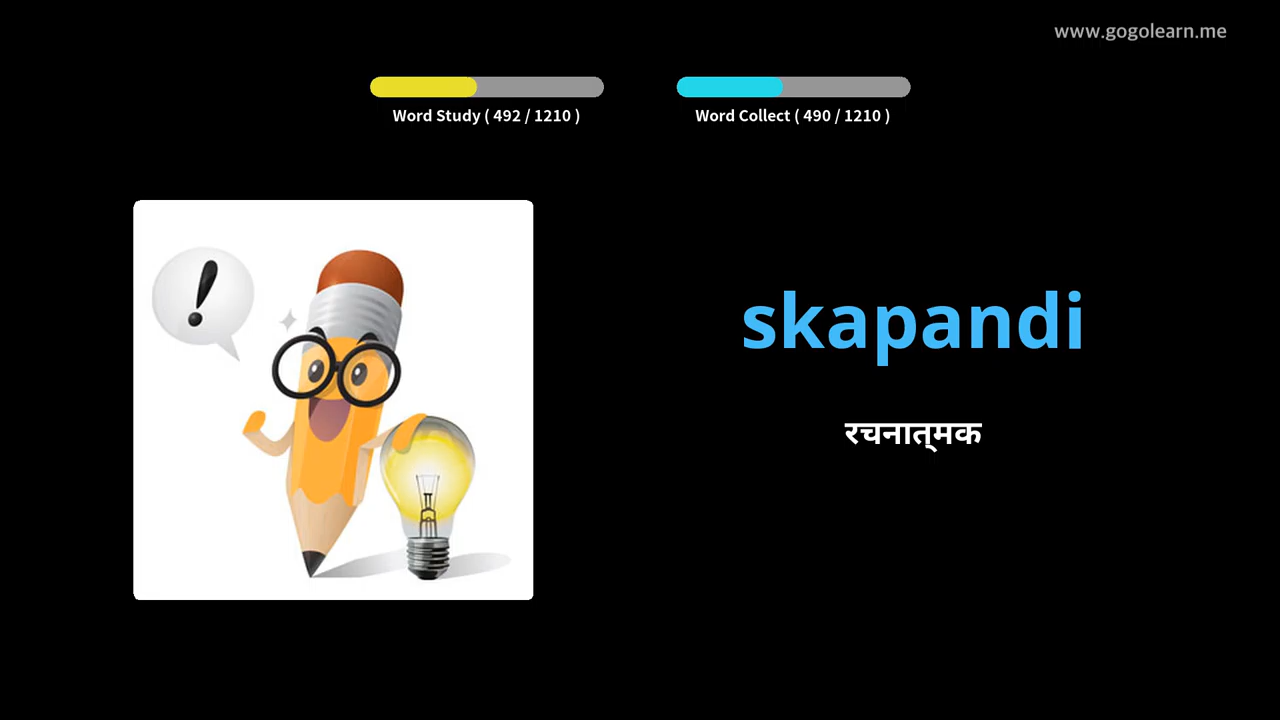 www.gogolearn.me
Word Study ( 492 / 1210 )
Word Collect ( 490 / 1210 )
!
skapandi
रचनात्मक